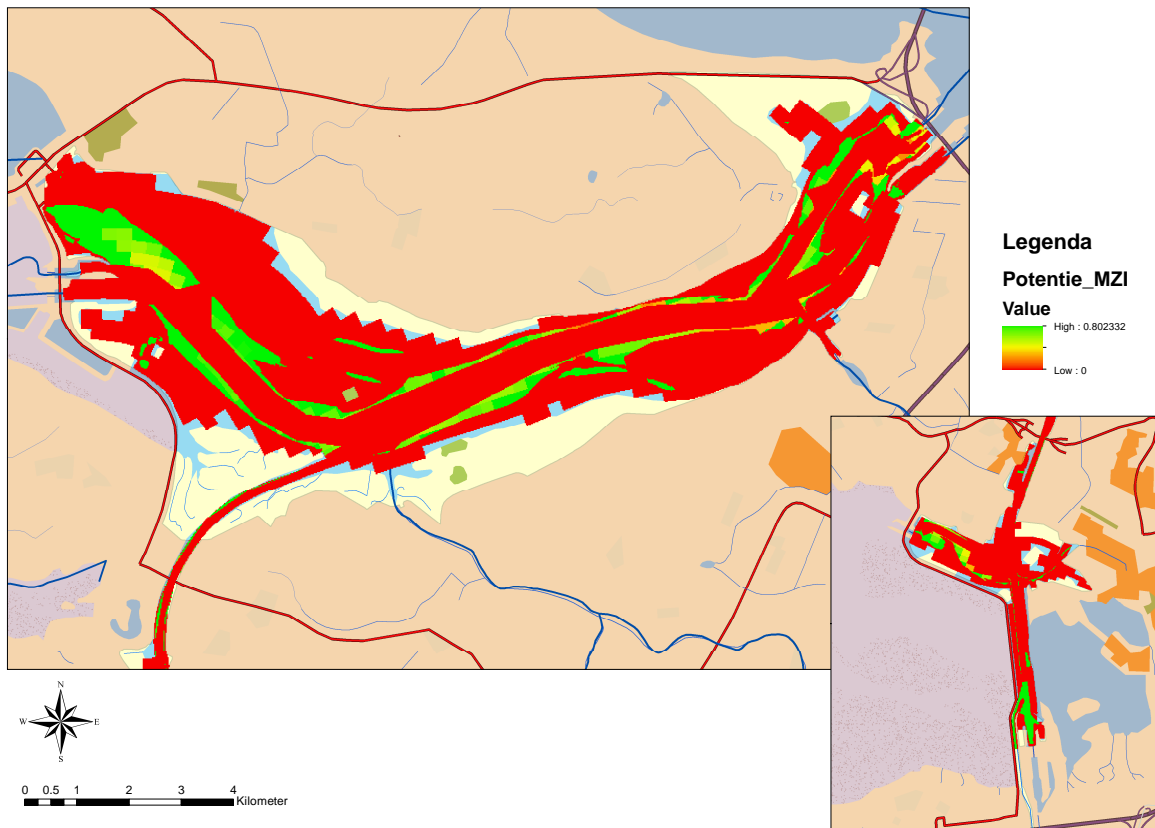 Legenda
Potentie_MZI
Value
High : 0.802332
Low : 0
N
W E
S
0 0.5 1 2 3 4
Kilometer